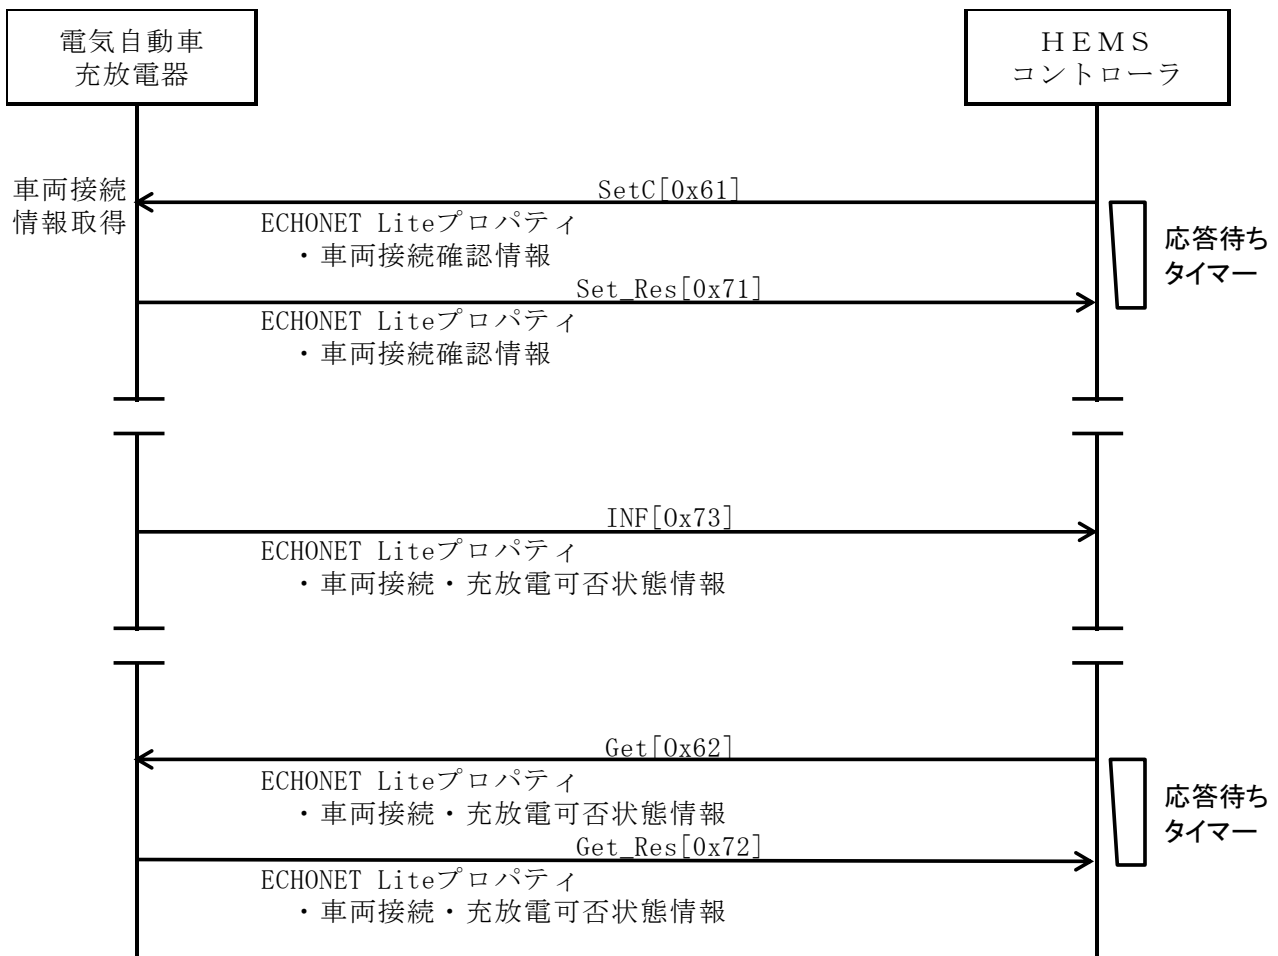 電気自動車
充放電器
ＨＥＭＳ
コントローラ
車両接続
情報取得
SetC[0x61]
ECHONET Liteプロパティ
・車両接続確認情報
応答待ち
タイマー
Set_Res[0x71]
ECHONET Liteプロパティ
・車両接続確認情報
INF[0x73]
ECHONET Liteプロパティ
・車両接続・充放電可否状態情報
Get[0x62]
ECHONET Liteプロパティ
・車両接続・充放電可否状態情報
応答待ち
タイマー
Get_Res[0x72]
ECHONET Liteプロパティ
・車両接続・充放電可否状態情報